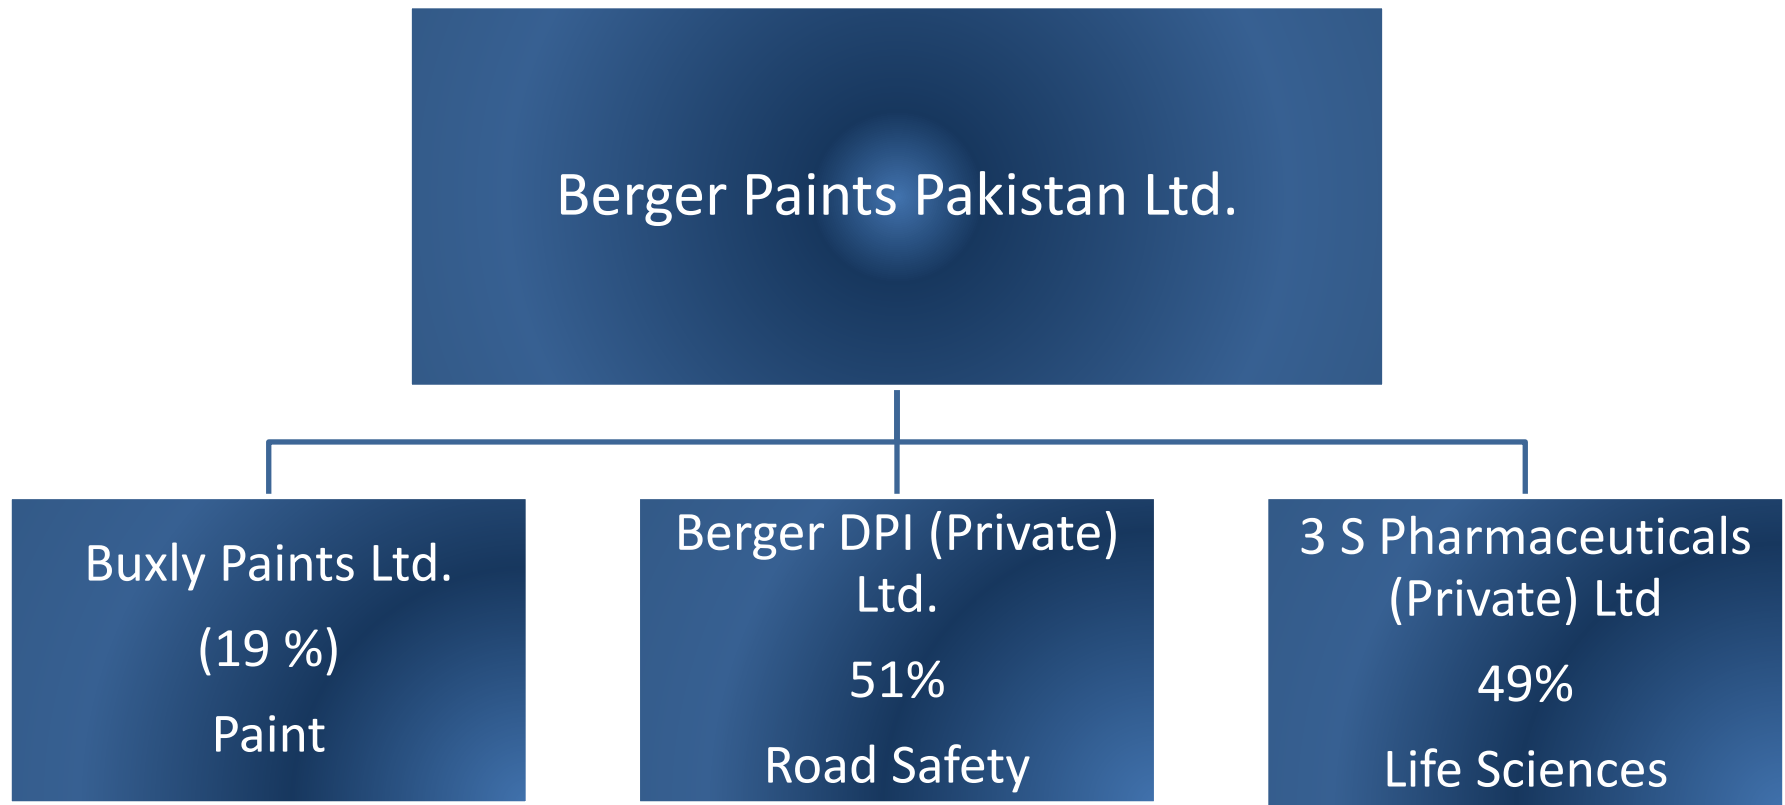 Berger Paints Pakistan Ltd.
Buxly Paints Ltd.
(19 %)
Paint
Berger DPI (Private)
Ltd.
51%
Road Safety
3 S Pharmaceuticals
(Private) Ltd
49%
Life Sciences